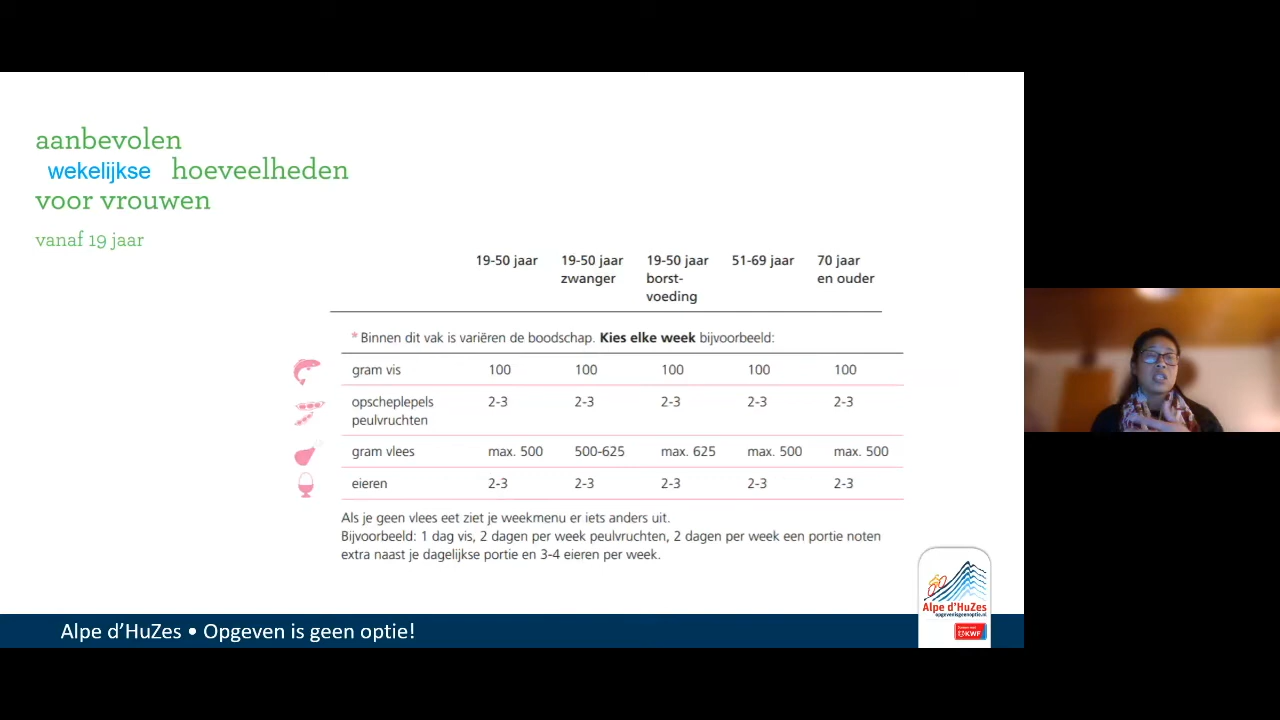 aanbevolen
wekelijkse hoeveelheden
voor vrouwen
vanaf 19 jaar
19-50 jaar 19-50 jaar 19-50 jaar 51-69 jaar 70 jaar
zwanger borst- en ouder
voeding
* Binnen dit vak is variëren de boodschap. Kies elke week bijvoorbeeld:
gram vis 100 100 100 100 100
opscheplepels 2-3 2-3 2-3 2-3 2-3
peulvruchten
gram vlees max. 500 500-625 max. 625 max. 500 max. 500
eieren 2-3 2-3 2-3 2-3 2-3
Als je geen vlees eet ziet je weekmenu er iets anders uit.
Bijvoorbeeld: 1 dag vis, 2 dagen per week peulvruchten, 2 dagen per week een portie noten
extra naast je dagelijkse portie en 3-4 eieren per week.
Alpe d'HuZes
opgevenisgeenoptie.nl
KWF
Alpe d’HuZes • Opgeven is geen optie!